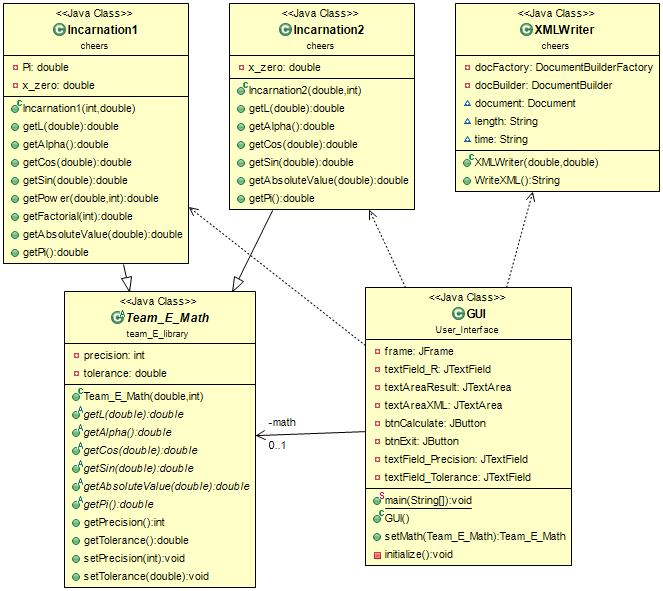 <<Java Class>>
Incarnation1
cheers
Pi: double
x_zero: double
Incarnation1(int,double)
getL(double):double
getAlpha():double
getCos(double):double
getSin(double):double
getPower(double,int):double
getFactorial(int):double
getAbsoluteValue(double):double
getPi():double
<<Java Class>>
Incarnation2
cheers
x_zero: double
Incarnation2(double,int)
getL(double):double
getAlpha():double
getCos(double):double
getSin(double):double
getAbsoluteValue(double):double
getPi():double
<<Java Class>>
XMLWriter
cheers
docFactory: DocumentBuilderFactory
docBuilder: DocumentBuilder
document: Document
length: String
time: String
XMLWriter(double,double)
WriteXML():String
<<Java Class>>
Team_E_Math
team_E_library
precision: int
tolerance: double
Team_E_Math(double,int)
getL(double):double
getAlpha():double
getCos(double):double
getSin(double):double
getAbsoluteValue(double):double
getPi():double
getPrecision():int
getTolerance():double
setPrecision(int):void
setTolerance(double):void
-math
0..1
<<Java Class>>
GUI
User_Interface
frame: JFrame
textField_R: JTextField
textAreaResult: JTextArea
textAreaXML: JTextArea
btnCalculate: JButton
btnExit: JButton
textField_Precision: JTextField
textField_Tolerance: JTextField
main(String[]):void
GUI()
setMath(Team_E_Math):Team_E_Math
initialize():void